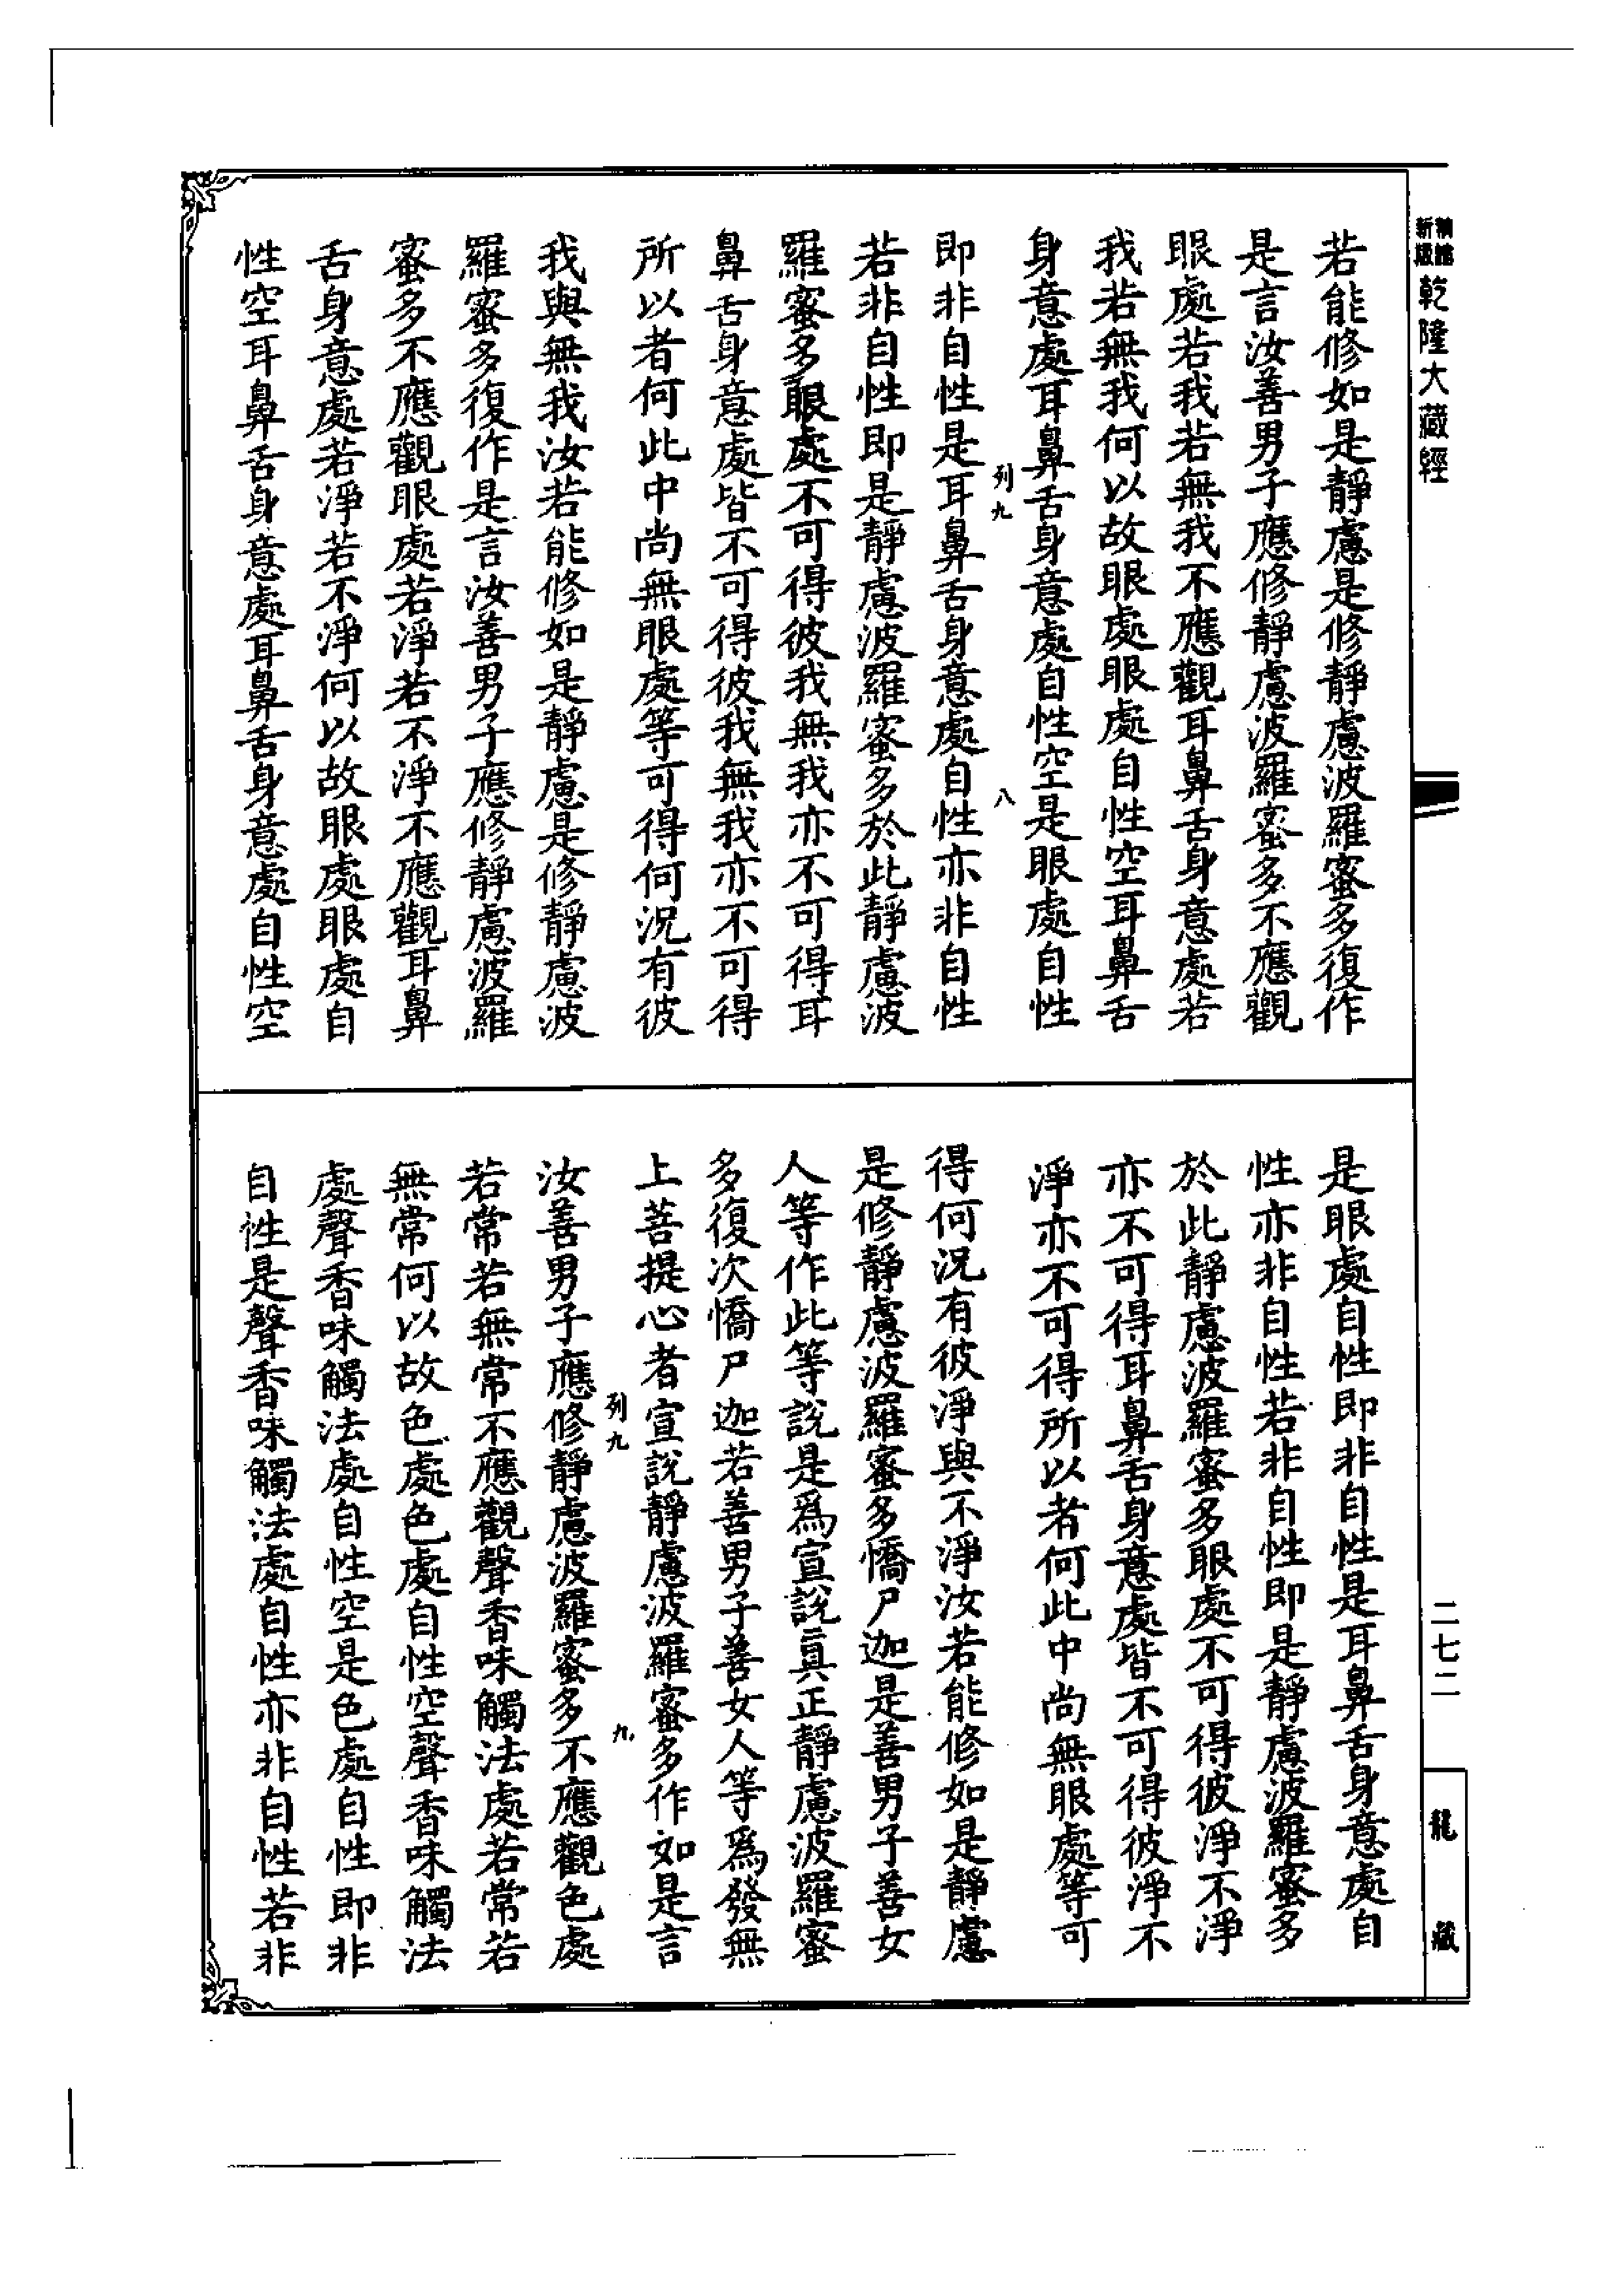 新版
乾隆大藏經
若能修如是靜慮是修靜慮波羅蜜多復作
是言汝善男子應修靜慮波羅蜜多不應觀
眼處若我若無我不應觀耳鼻舌身意處若
我若無我何以故眼處眼處自性空耳鼻舌
身意處耳鼻舌身意處自性空是眼處自性
列九
八
即非自性是耳鼻舌身意處自性亦非自性
若非自性即是靜慮波羅蜜多於此靜慮波
羅蜜多眼處不可得彼我無我亦不可得耳
鼻舌身意處皆不可得彼我無我亦不可得
所以者何此中尚無眼處等可得何況有彼
我與無我汝若能修如是靜慮是修靜慮波
羅蜜多復作是言汝善男子應修靜慮波羅
蜜多不應觀眼處若淨若不淨不應觀耳鼻
舌身意處若淨若不淨何以故眼處眼處自
性空耳鼻舌身意處耳鼻舌身意處自性空
是眼處自性即非自性是耳鼻舌身意處自
性亦非自性若非自性即是靜慮波羅蜜多
於此靜慮波羅蜜多眼處不可得彼淨不淨
亦不可得耳鼻舌身意處皆不可得彼淨不
淨亦不可得所以者何此中尚無眼處等可
得何況有彼淨與不淨汝若能修如是靜慮
是修靜慮波羅蜜多憍尸迦是善男子善女
人等作此等說是爲宣說真正靜慮波羅蜜
多復次憍尸迦若善男子善女人等爲發無
上菩提心者宣說靜慮波羅蜜多作如是言
列九
九
汝善男子應修靜慮波羅蜜多不應觀色處
若常若無常不應觀聲香味觸法處若常若
無常何以故色處色處自性空聲香味觸法
處聲香味觸法處自性空是色處自性即非
自性是聲香味觸法處自性亦非自性若非
二七二
龍藏